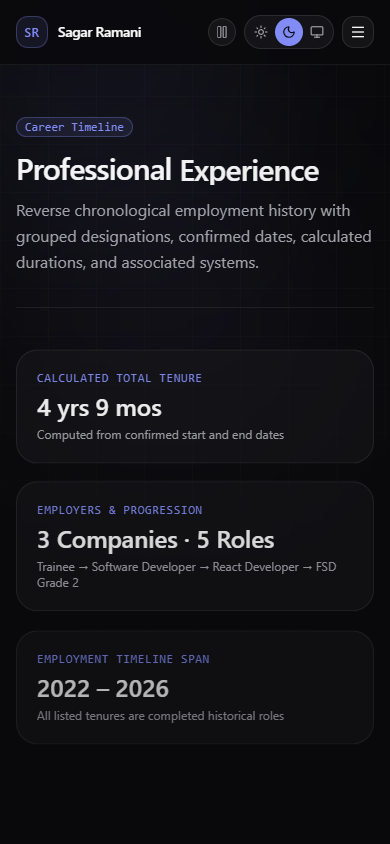 SR
Sagar Ramani
Career Timeline
Professional Experience
Reverse chronological employment history with
grouped designations, confirmed dates, calculated
durations, and associated systems.
CALCULATED TOTAL TENURE
4 yrs 9 mos
Computed from confirmed start and end dates
EMPLOYERS & PROGRESSION
3 Companies · 5 Roles
Trainee → Software Developer → React Developer → FSD
Grade 2
EMPLOYMENT TIMELINE SPAN
2022 – 2026
All listed tenures are completed historical roles